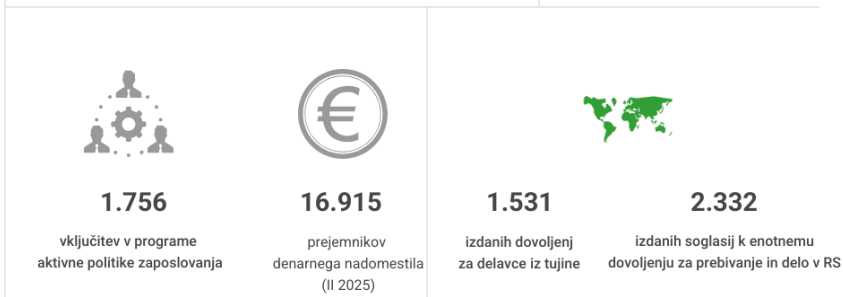 1.756
vključitev v programe
aktivne politike zaposlovanja
16.915
prejemnikov
denarnega nadomestila
(II 2025)
1.531
izdanih dovoljenj
za delavce iz tujine
2.332
izdanih soglasij k enotnemu
dovoljenju za prebivanje in delo v RS